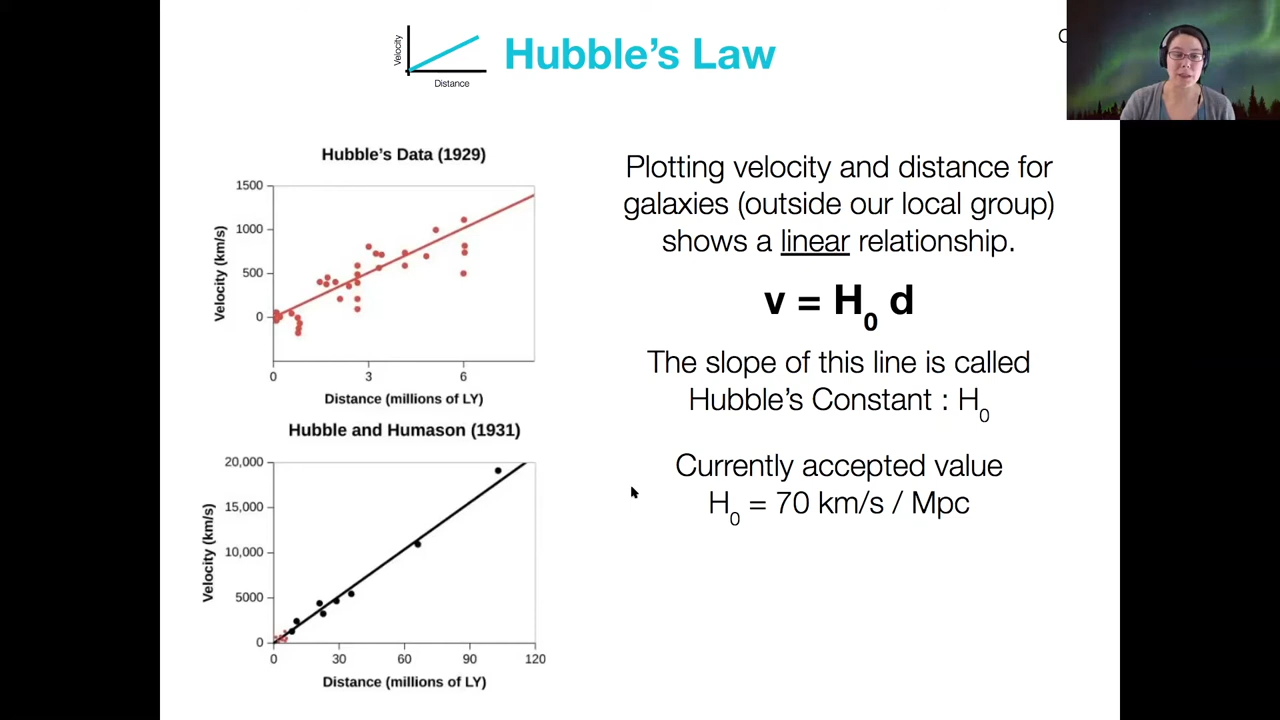 Velocity
Distance
Hubble's Law
Hubble's Data (1929)
1500
1000
500
0
Velocity (km/s)
0 3 6
Distance (millions of LY)
Hubble and Humason (1931)
20,000
15,000
10,000
5000
0
Velocity (km/s)
0 30 60 90 120
Distance (millions of LY)
Plotting velocity and distance for
galaxies (outside our local group)
shows a linear relationship.
v = H₀ d
The slope of this line is called
Hubble's Constant : H₀
Currently accepted value
H₀ = 70 km/s / Mpc